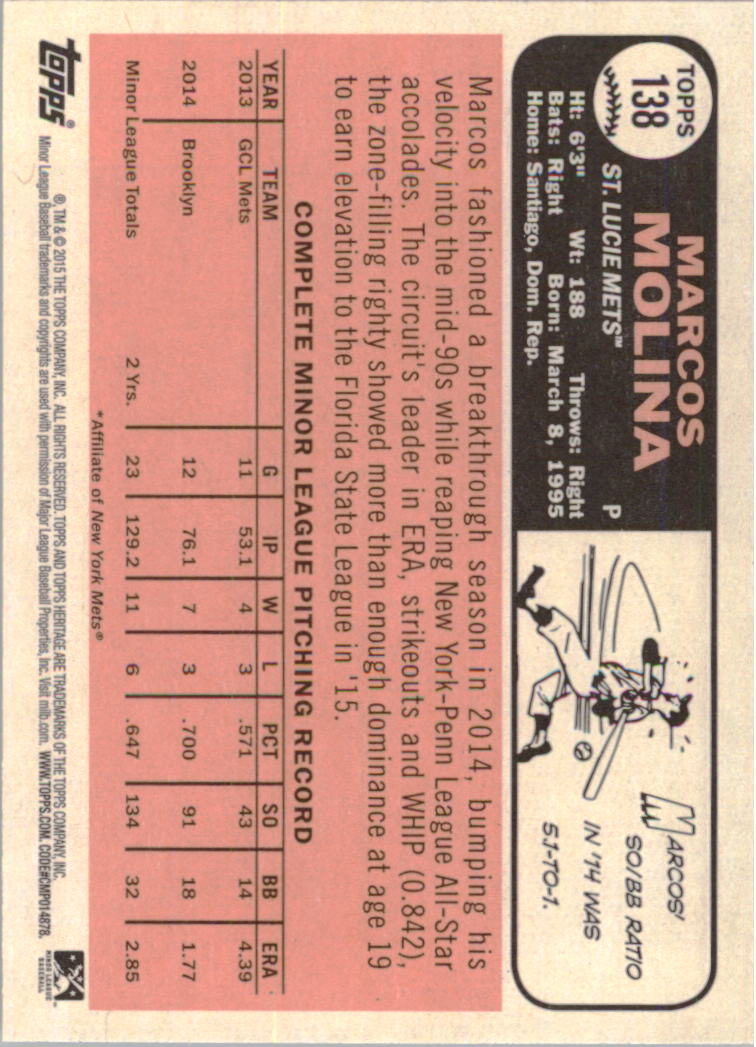 TOPPS
138
MARCOS
MOLINA
ST. LUCIE METS™ P
Ht: 6'3" Wt: 188 Throws: Right
Bats: Right Born: March 8, 1995
Home: Santiago, Dom. Rep.
MARCOS'
SO/BB RATIO
IN '14 WAS
5.1-TO-1.
Marcos fashioned a breakthrough season in 2014, bumping his
velocity into the mid-90s while reaping New York-Penn League All-Star
accolades. The circuit's leader in ERA, strikeouts and WHIP (0.842),
the zone-filling righty showed more than enough dominance at age 19
to earn elevation to the Florida State League in '15.
COMPLETE MINOR LEAGUE PITCHING RECORD
YEAR TEAM G IP W L PCT SO BB ERA
2013 GCL Mets 11 53.1 4 3 .571 43 14 4.39
2014 Brooklyn 12 76.1 7 3 .700 91 18 1.77
Minor League Totals 2 Yrs. 23 129.2 11 6 .647 134 32 2.85
*Affiliate of New York Mets®
topps®
®, TM & © 2015 THE TOPPS COMPANY, INC. ALL RIGHTS RESERVED. TOPPS AND TOPPS HERITAGE ARE TRADEMARKS OF THE TOPPS COMPANY, INC.
Minor League Baseball trademarks and copyrights are used with permission of Major League Baseball Properties, Inc. Visit milb.com. WWW.TOPPS.COM. CODE#CMP014878.
MINOR LEAGUE
BASEBALL™